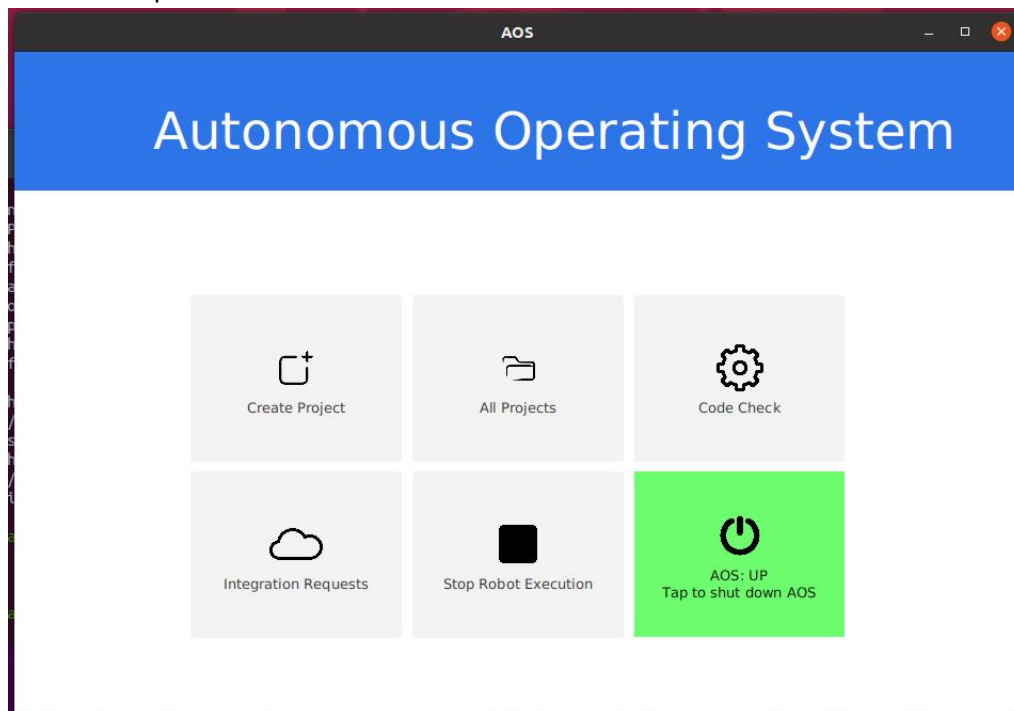 AOS
Autonomous Operating System
Create Project
All Projects
Code Check
Integration Requests
Stop Robot Execution
AOS: UP
Tap to shut down AOS